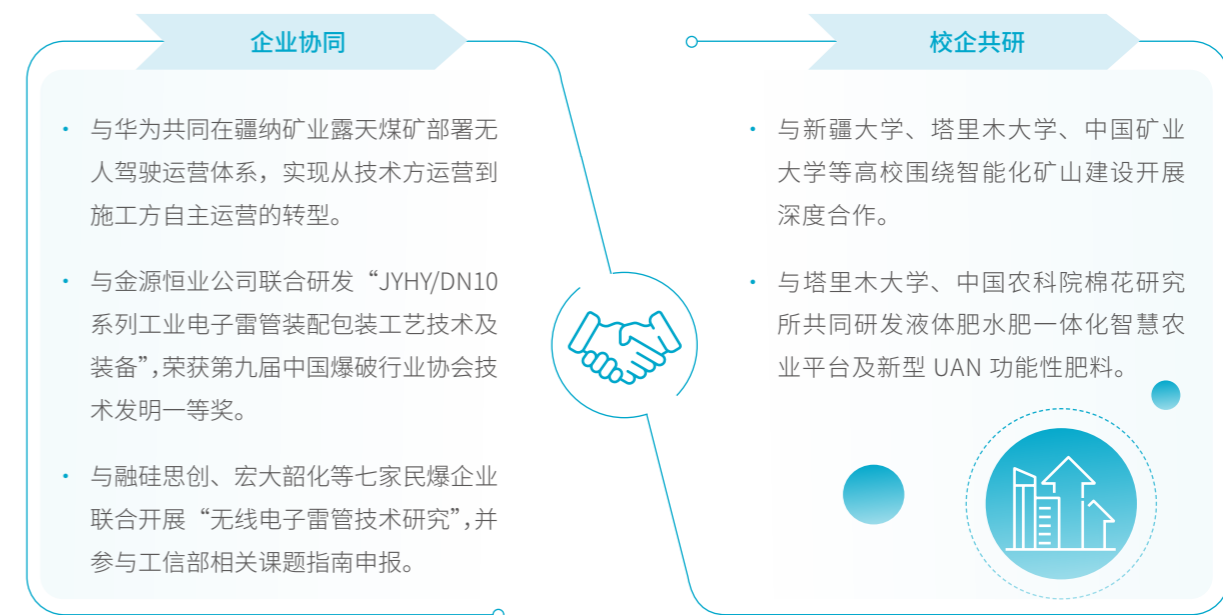 企业协同
· 与华为共同在疆纳矿业露天煤矿部署无
人驾驶运营体系，实现从技术方运营到
施工方自主运营的转型。
· 与金源恒业公司联合研发“JYHY/DN10
系列工业电子雷管装配包装工艺技术及
装备”，荣获第九届中国爆破行业协会技
术发明一等奖。
· 与融硅思创、宏大韶化等七家民爆企业
联合开展“无线电子雷管技术研究”，并
参与工信部相关课题指南申报。
校企共研
· 与新疆大学、塔里木大学、中国矿业
大学等高校围绕智能化矿山建设开展
深度合作。
· 与塔里木大学、中国农科院棉花研究
所共同研发液体肥水肥一体化智慧农
业平台及新型 UAN 功能性肥料。